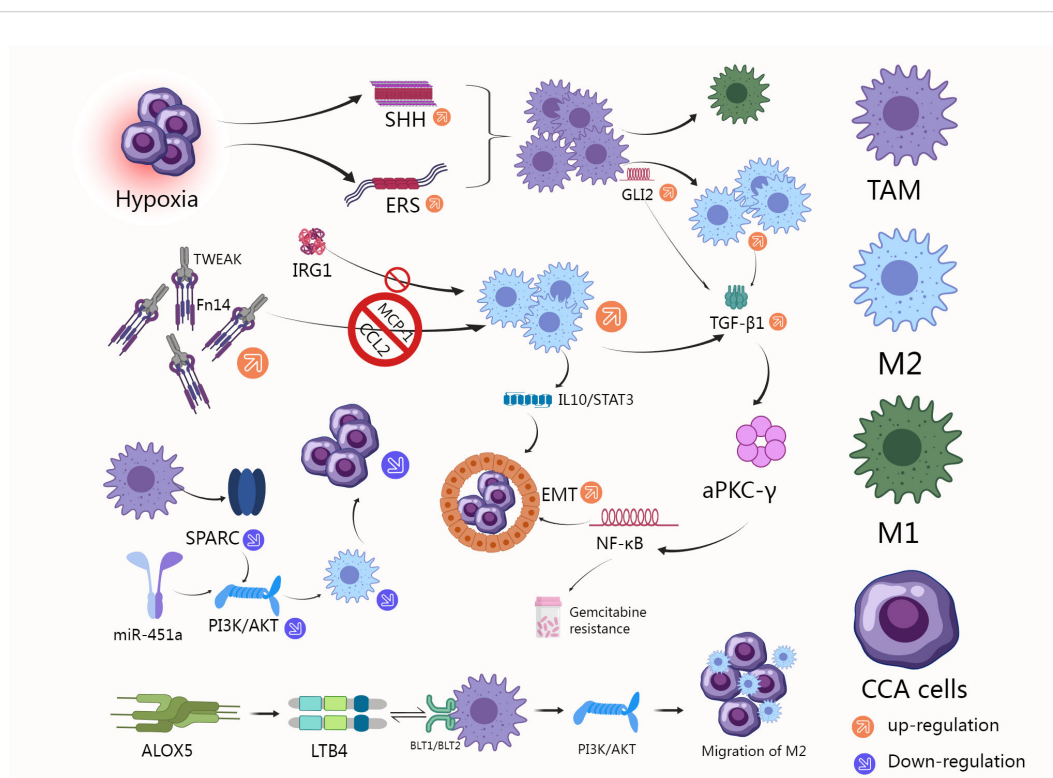 SHH
Hypoxia
ERS
GLI2
TAM
TWEAK
Fn14
IRG1
MCP-1
CCL2
TGF-β1
M2
IL10/STAT3
EMT
aPKC-γ
NF-κB
M1
SPARC
miR-451a
PI3K/AKT
Gemcitabine
resistance
CCA cells
ALOX5
LTB4
BLT1/BLT2
PI3K/AKT
Migration of M2
up-regulation
Down-regulation